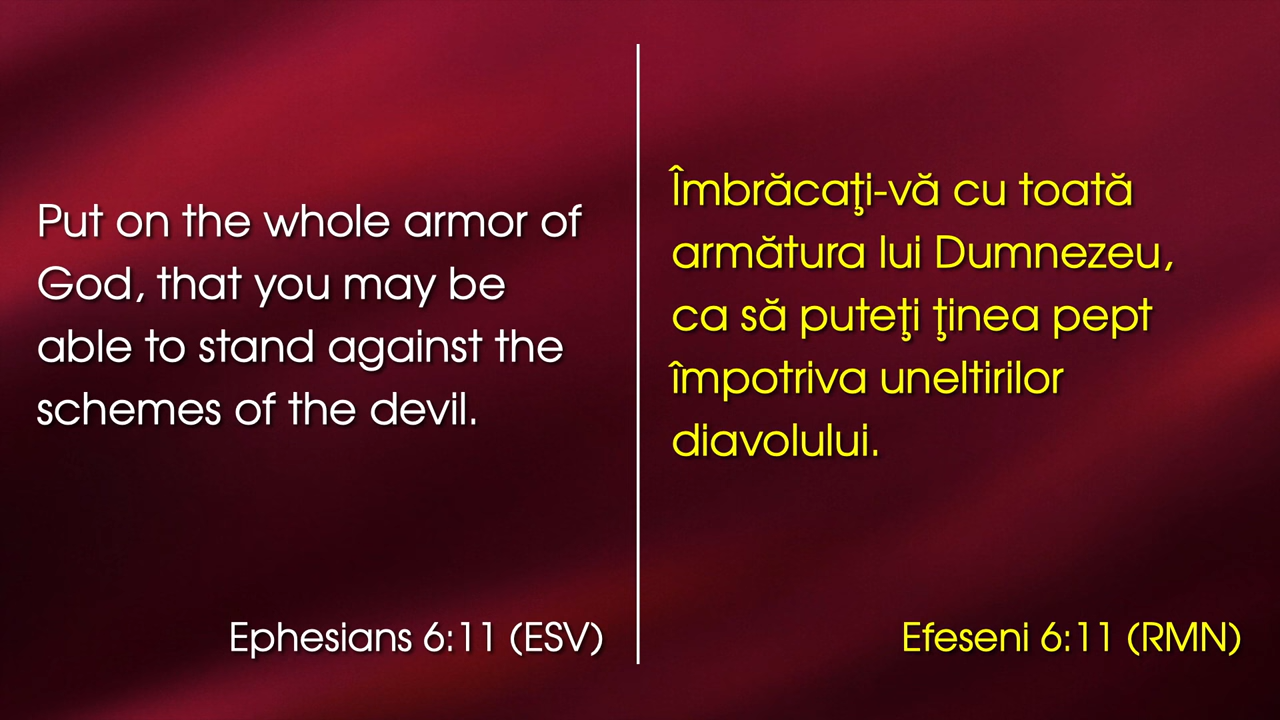 Put on the whole armor of
God, that you may be
able to stand against the
schemes of the devil.
Ephesians 6:11 (ESV)
Îmbrăcaţi-vă cu toată
armătura lui Dumnezeu,
ca să puteţi ţinea pept
împotriva uneltirilor
diavolului.
Efeseni 6:11 (RMN)